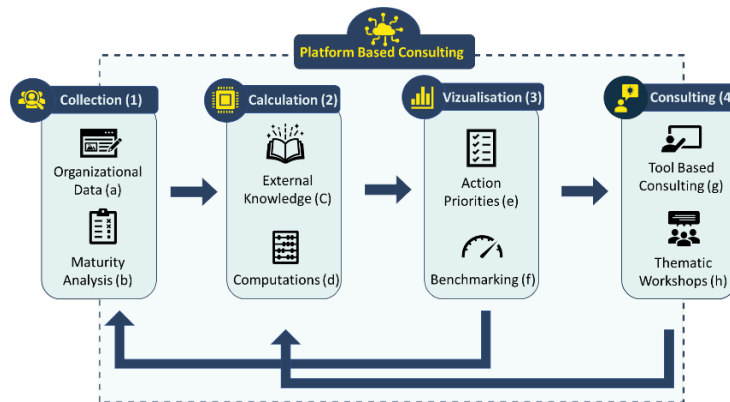 Platform Based Consulting
Collection (1)
Calculation (2)
Vizualisation (3)
Consulting (4
Organizational
Data (a)
Maturity
Analysis (b)
External
Knowledge (C)
Computations (d)
Action
Priorities (e)
Benchmarking (f)
Tool Based
Consulting (g)
Thematic
Workshops (h)